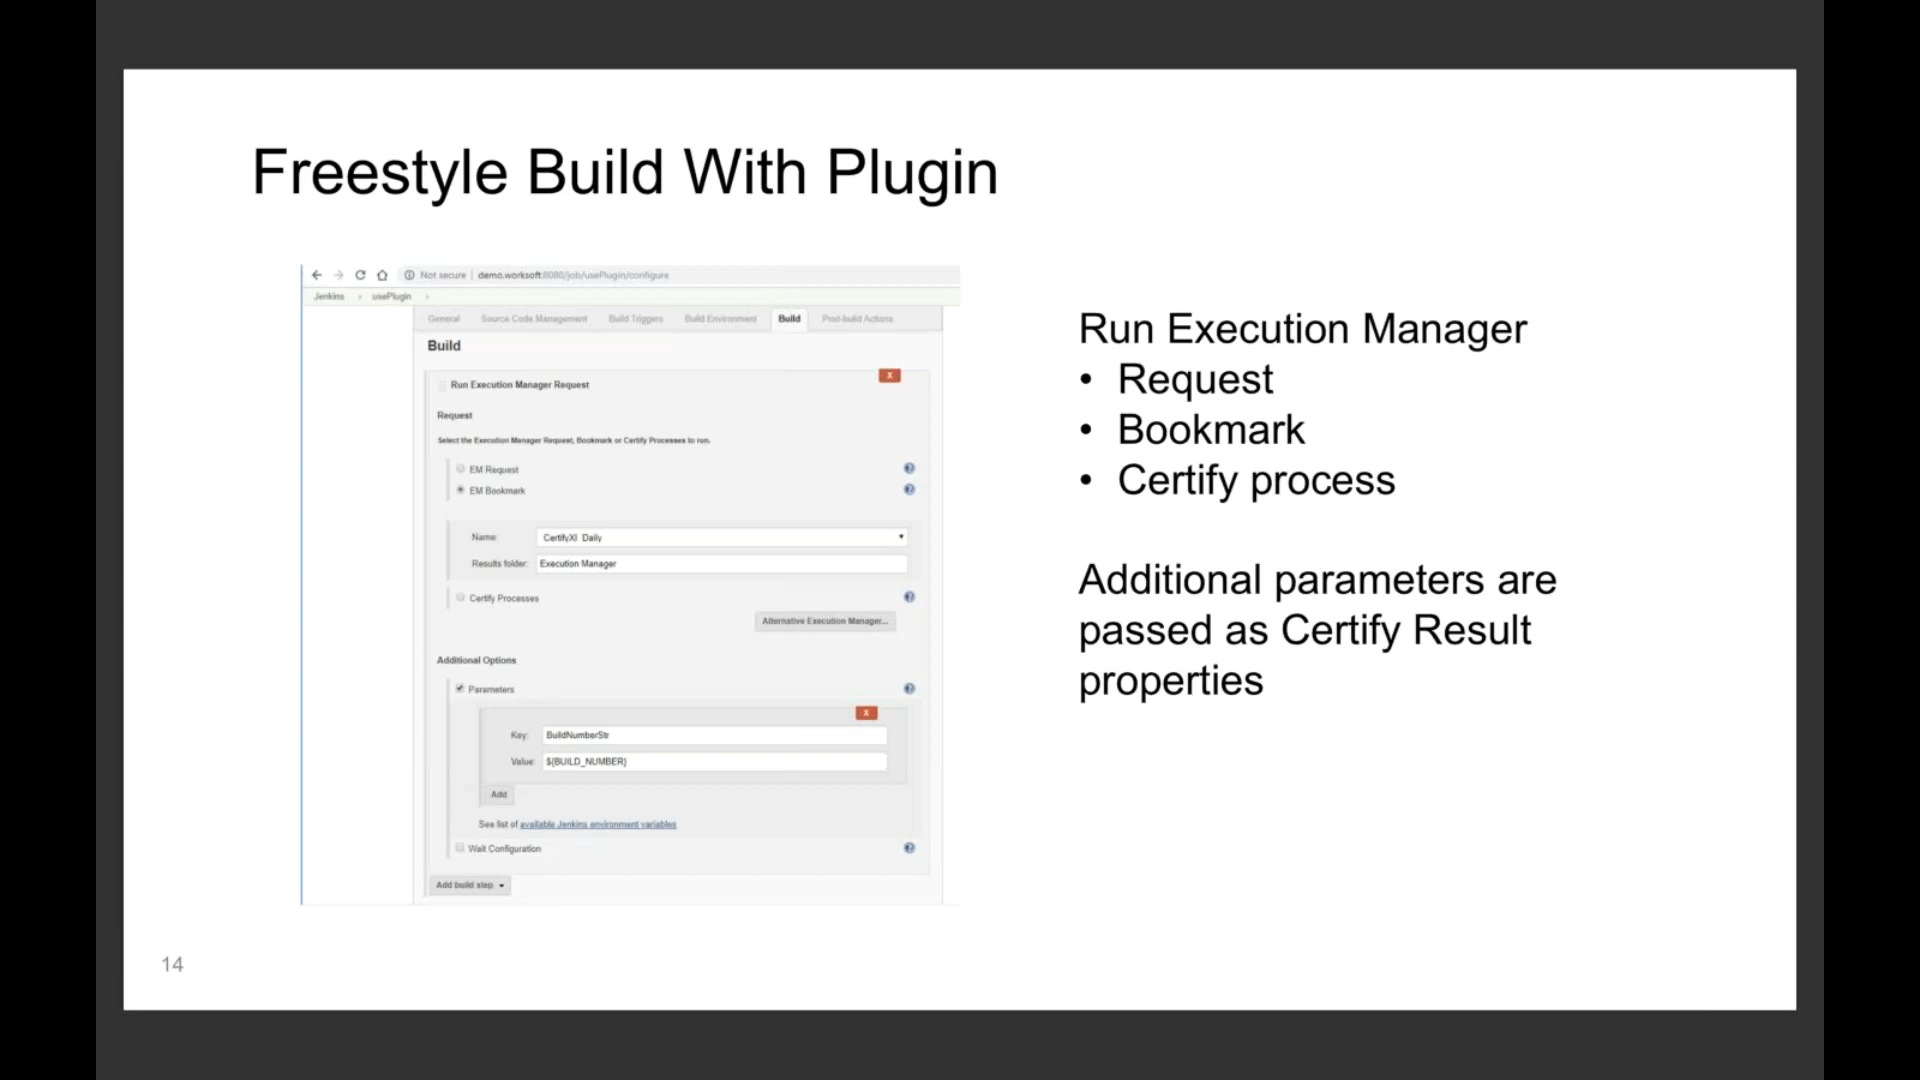 Freestyle Build With Plugin
Not secure | demo.worksoft:8080/job/usePlugin/configure
Jenkins › usePlugin ›
General Source Code Management Build Triggers Build Environment Build Post-build Actions
Build
X
Run Execution Manager Request
Request
Select the Execution Manager Request, Bookmark or Certify Processes to run.
EM Request
EM Bookmark
Name: CertifyXI Daily
Results folder: Execution Manager
Certify Processes
Alternative Execution Manager...
Additional Options
Parameters
X
Key: BuildNumberStr
Value: ${BUILD_NUMBER}
Add
See list of available Jenkins environment variables
Wait Configuration
Add build step
Run Execution Manager
• Request
• Bookmark
• Certify process
Additional parameters are
passed as Certify Result
properties
14